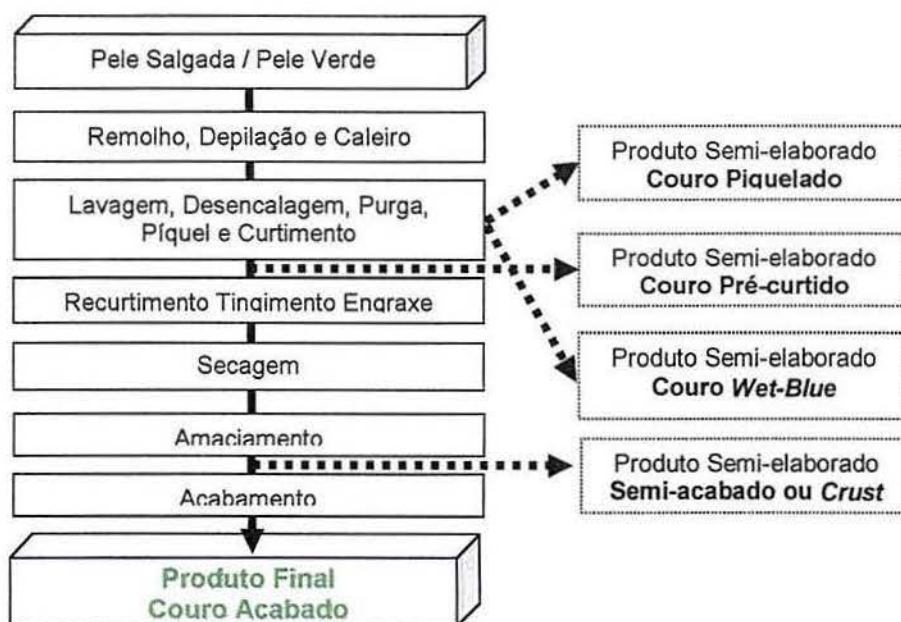 Pele Salgada / Pele Verde
Remolho, Depilação e Caleiro
Lavagem, Desencalagem, Purga,
Píquel e Curtimento
Recurtimento Tingimento Engraxe
Secagem
Amaciamento
Acabamento
Produto Final
Couro Acabado
Produto Semi-elaborado
Couro Piquelado
Produto Semi-elaborado
Couro Pré-curtido
Produto Semi-elaborado
Couro Wet-Blue
Produto Semi-elaborado
Semi-acabado ou Crust